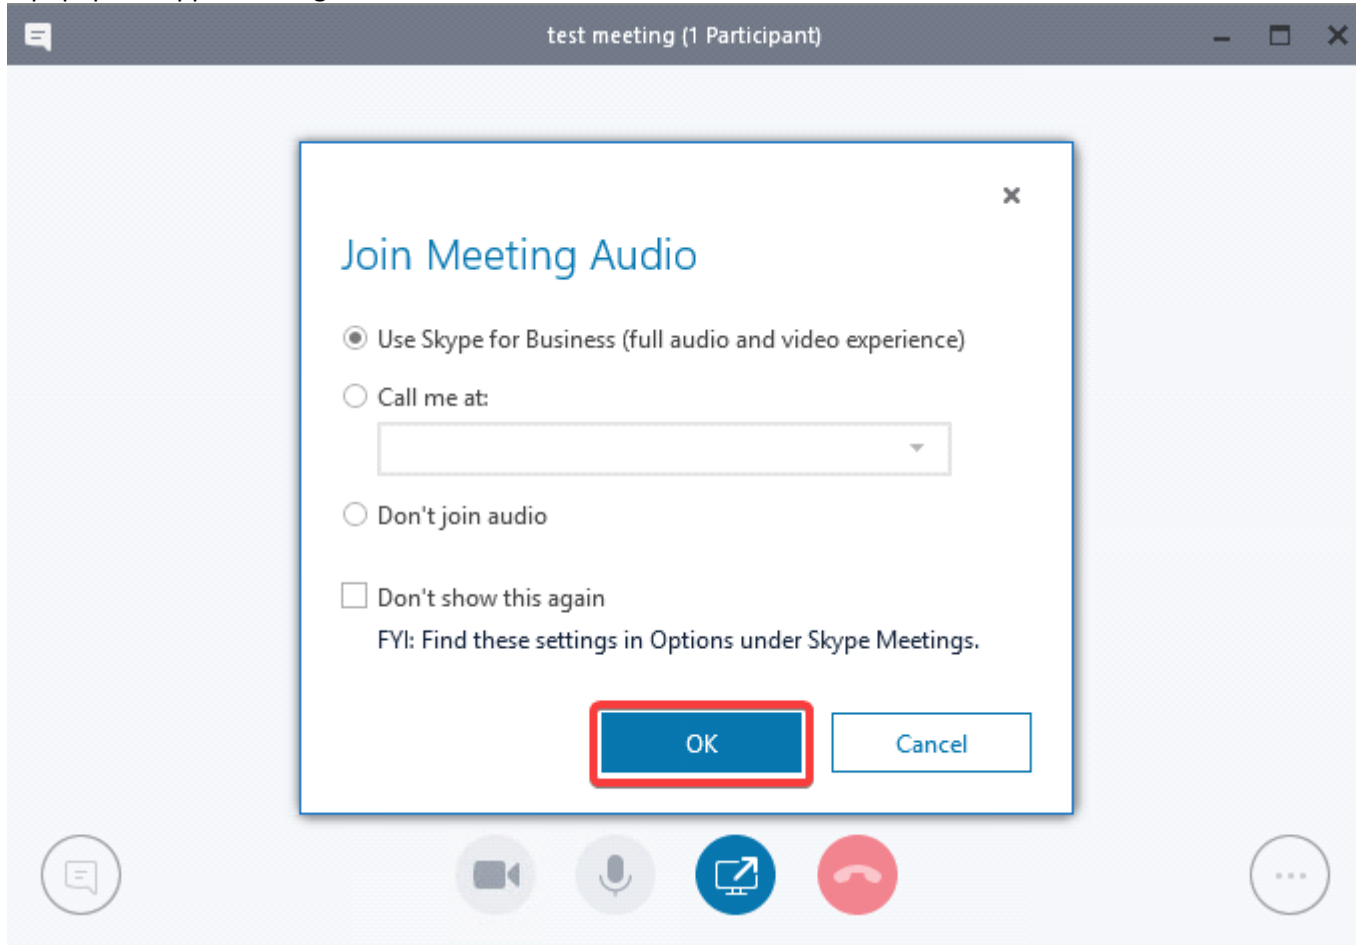 test meeting (1 Participant)
Join Meeting Audio
Use Skype for Business (full audio and video experience)
Call me at:
Don't join audio
Don't show this again
FYI: Find these settings in Options under Skype Meetings.
OK
Cancel